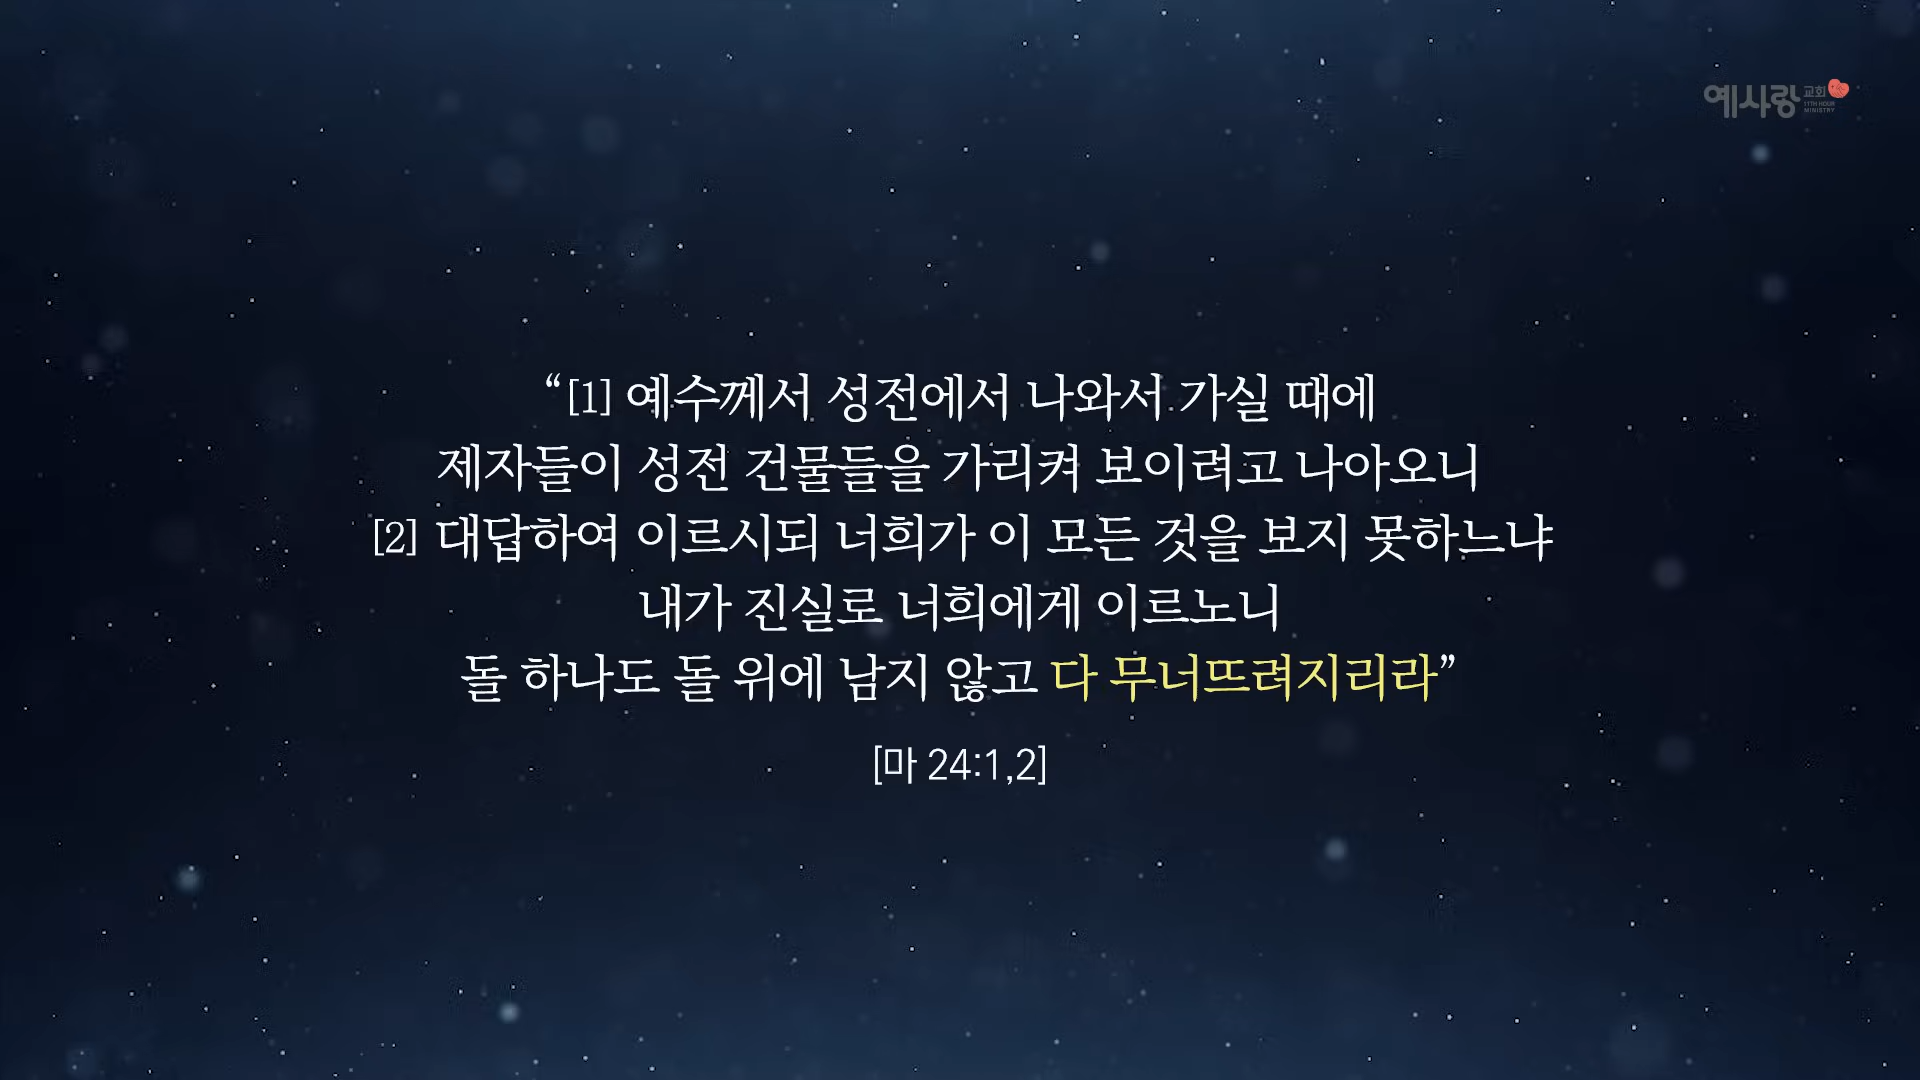 예사랑 교회
11TH HOUR
MINISTRY
“[1] 예수께서 성전에서 나와서 가실 때에
제자들이 성전 건물들을 가리켜 보이려고 나아오니
[2] 대답하여 이르시되 너희가 이 모든 것을 보지 못하느냐
내가 진실로 너희에게 이르노니
돌 하나도 돌 위에 남지 않고 다 무너뜨려지리라”
[마 24:1,2]